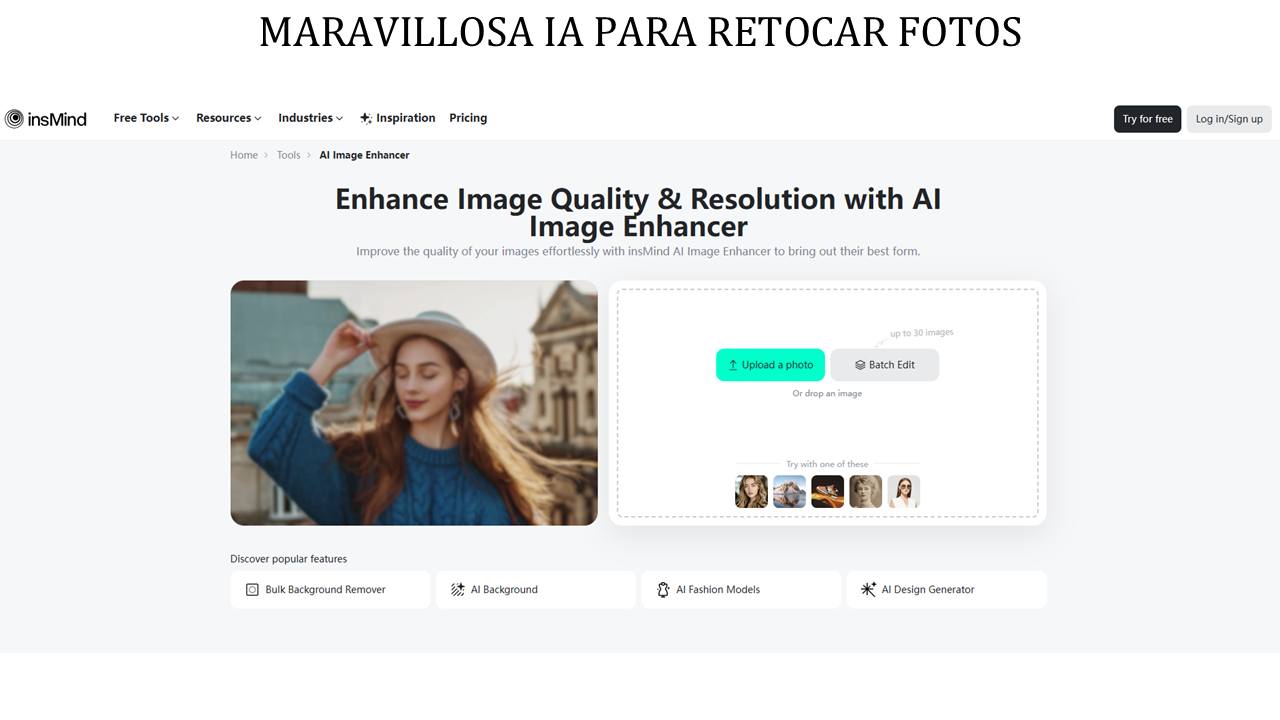 MARAVILLOSA IA PARA RETOCAR FOTOS
insMind Free Tools Resources Industries Inspiration Pricing Try for free Log in/Sign up
Home Tools AI Image Enhancer
Enhance Image Quality & Resolution with AI
Image Enhancer
Improve the quality of your images effortlessly with insMind AI Image Enhancer to bring out their best form.
up to 30 images
Upload a photo Batch Edit
Or drop an image
Try with one of these
Discover popular features
Bulk Background Remover AI Background AI Fashion Models AI Design Generator